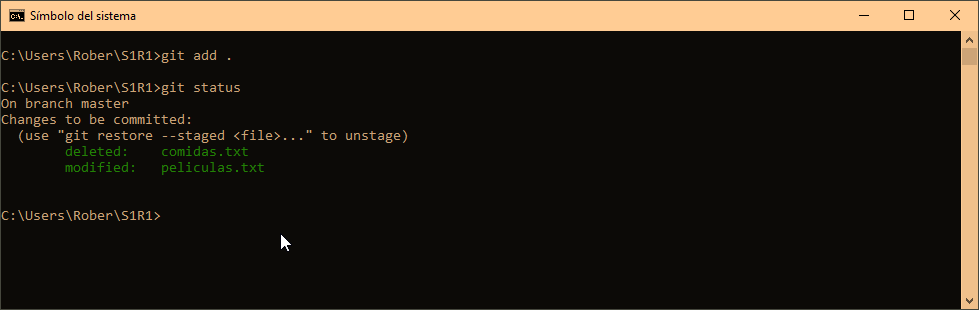 Símbolo del sistema
C:\Users\Rober\S1R1>git add .
C:\Users\Rober\S1R1>git status
On branch master
Changes to be committed:
  (use "git restore --staged <file>..." to unstage)
        deleted:    comidas.txt
        modified:   peliculas.txt
C:\Users\Rober\S1R1>